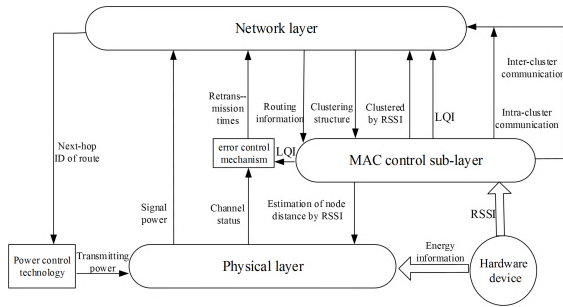 Network layer
Inter-cluster
communication
Retrans--
mission
times
Routing
information
Clustering
structure
Clustered
by RSSI
LQI
Intra-cluster
communication
Next-hop
ID of route
error control
mechanism
LQI
MAC control sub-layer
Signal
power
Channel
status
Estimation of node
distance by RSSI
RSSI
Power control
technology
Transmitting
power
Physical layer
Energy
information
Hardware
device